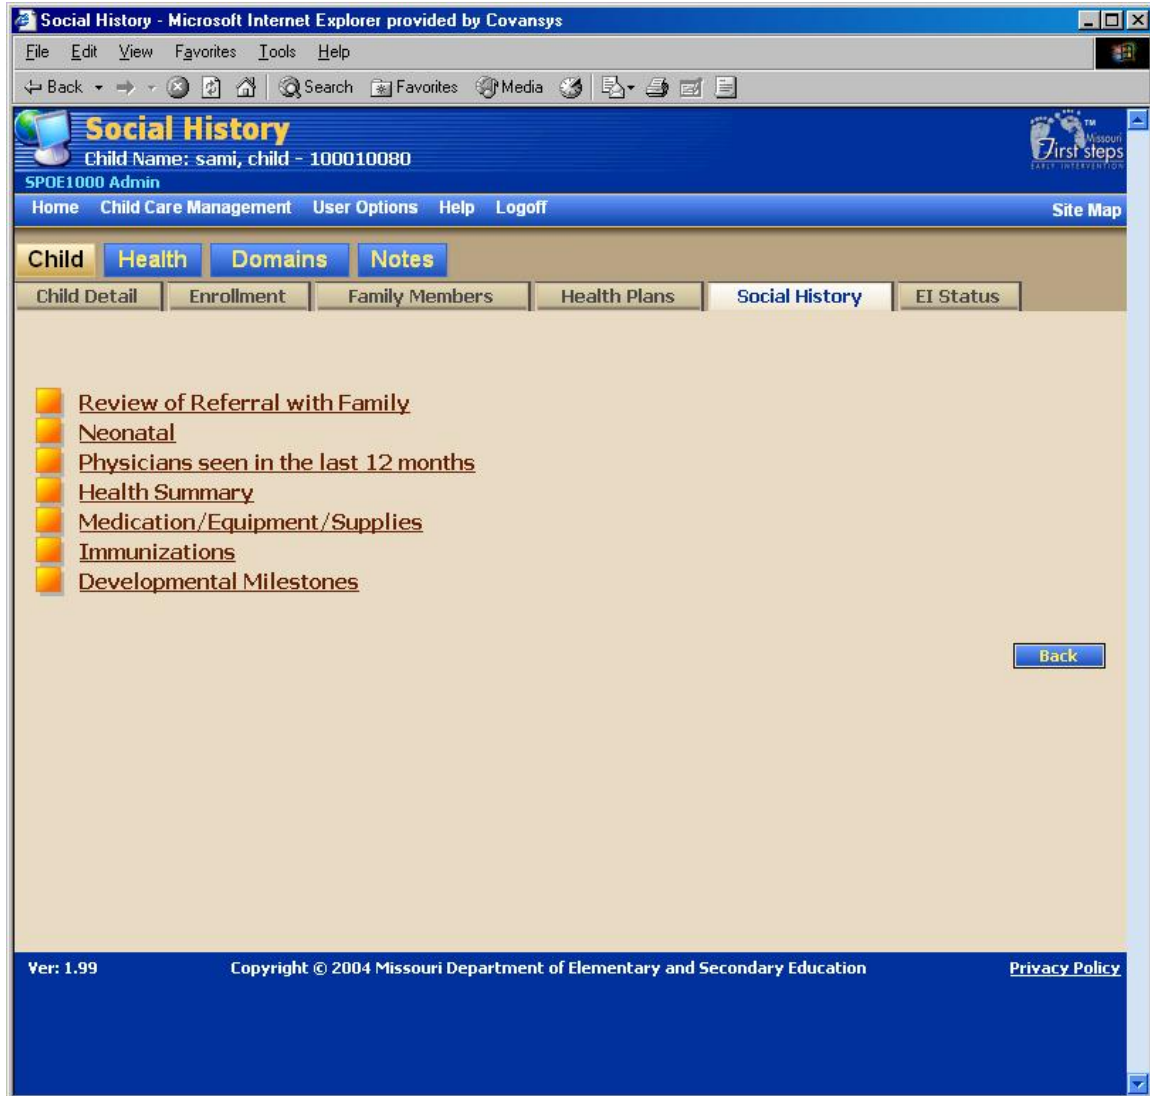 Social History - Microsoft Internet Explorer provided by Covansys
File Edit View Favorites Tools Help
Back Search Favorites Media
Social History
Child Name: sami, child - 100010080
SPOE1000 Admin
TM
Missouri
First steps
EARLY INTERVENTION
Home Child Care Management User Options Help Logoff Site Map
Child Health Domains Notes
Child Detail Enrollment Family Members Health Plans Social History EI Status
Review of Referral with Family
Neonatal
Physicians seen in the last 12 months
Health Summary
Medication/Equipment/Supplies
Immunizations
Developmental Milestones
Back
Ver: 1.99 Copyright © 2004 Missouri Department of Elementary and Secondary Education Privacy Policy